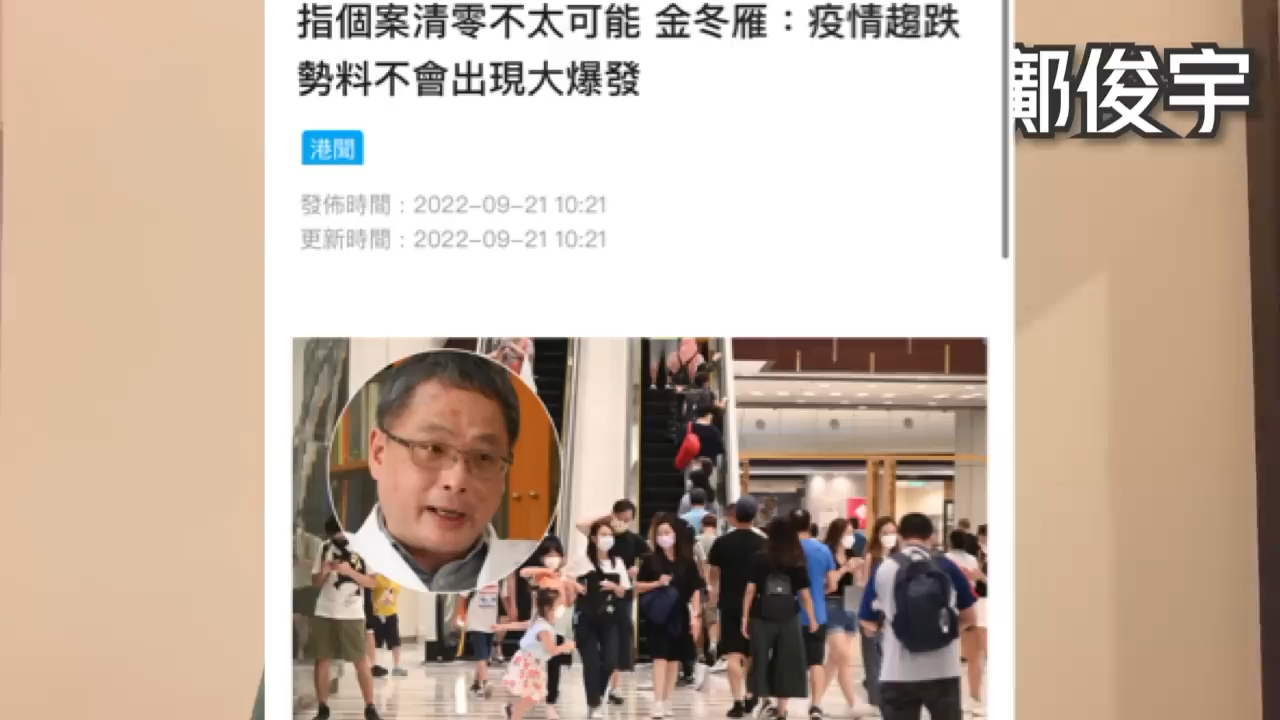 指個案清零不太可能 金冬雁：疫情趨跌
勢料不會出現大爆發
鄺俊宇
港聞
發佈時間：2022-09-21 10:21
更新時間：2022-09-21 10:21